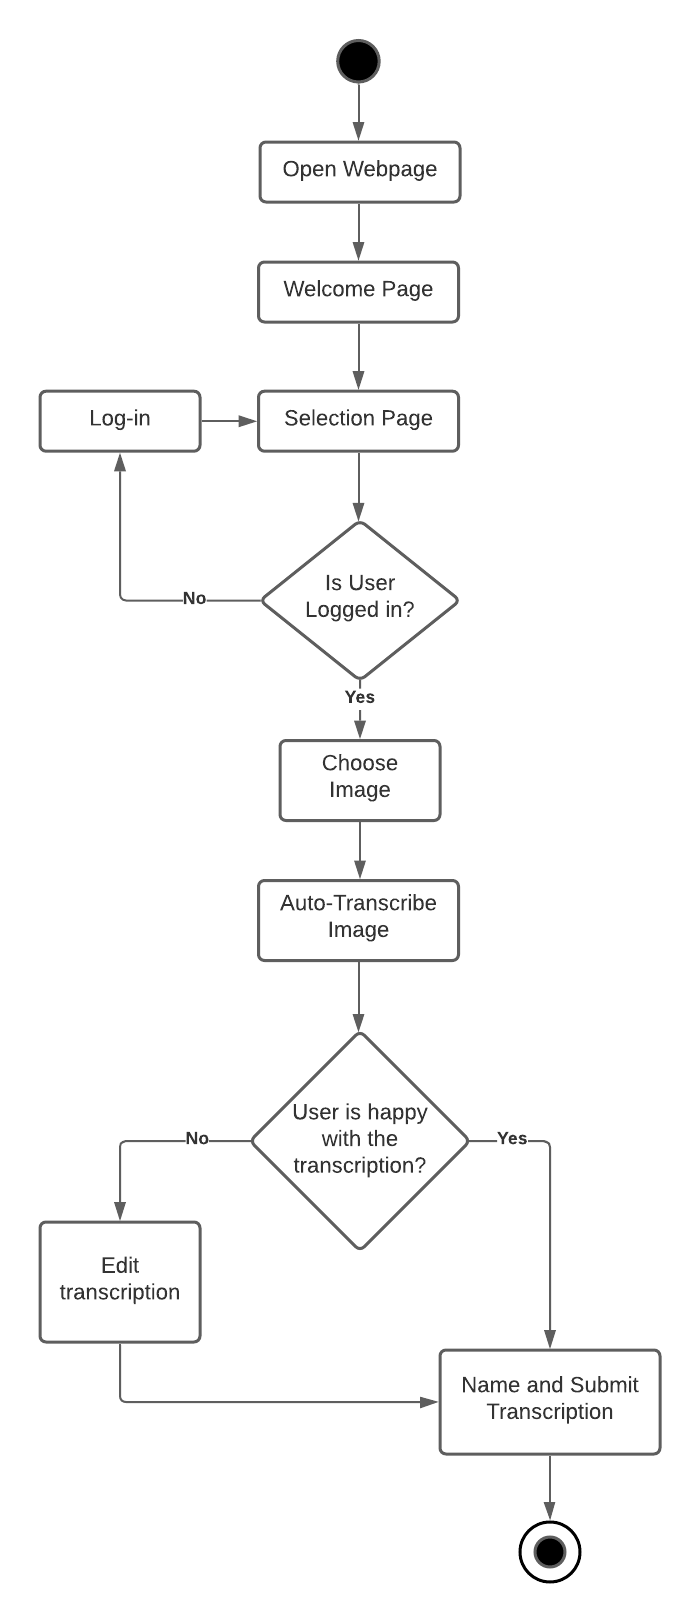 Open Webpage
Welcome Page
Log-in
Selection Page
Is User
Logged in?
No
Yes
Choose
Image
Auto-Transcribe
Image
User is happy
with the
transcription?
No
Yes
Edit
transcription
Name and Submit
Transcription